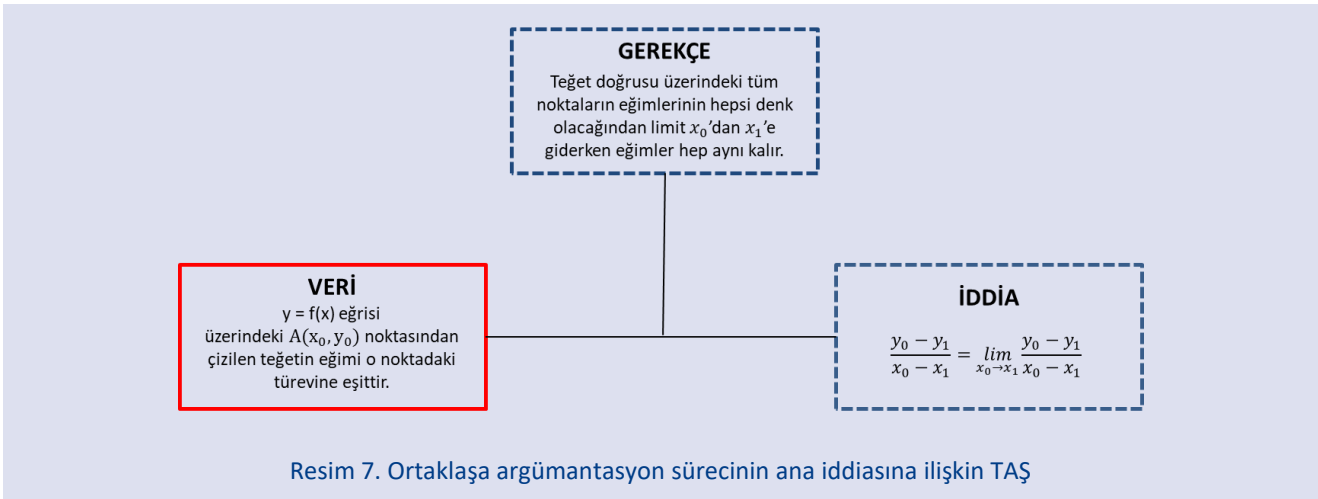 GEREKÇE
Teğet doğrusu üzerindeki tüm
noktaların eğimlerinin hepsi denk
olacağından limit x₀’dan x₁’e
giderken eğimler hep aynı kalır.
VERİ
y = f(x) eğrisi
üzerindeki A(x₀, y₀) noktasından
çizilen teğetin eğimi o noktadaki
türevine eşittir.
İDDİA
(y₀ − y₁)/(x₀ − x₁) = lim x₀→x₁ (y₀ − y₁)/(x₀ − x₁)
Resim 7. Ortaklaşa argümantasyon sürecinin ana iddiasına ilişkin TAŞ